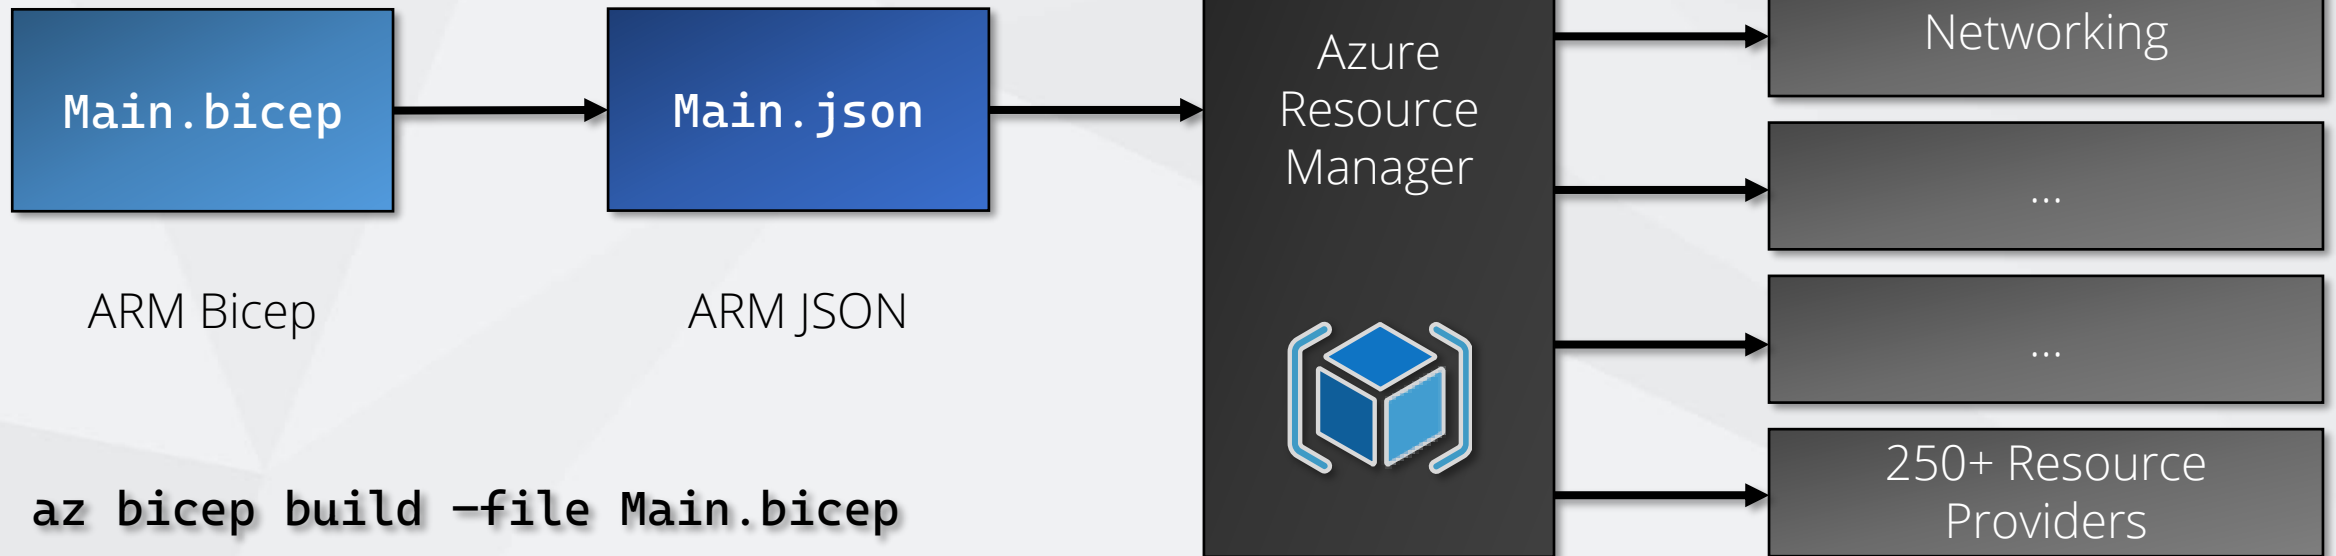 Main.bicep
Main.json
Azure
Resource
Manager
Networking
...
...
250+ Resource
Providers
ARM Bicep
ARM JSON
az bicep build –file Main.bicep